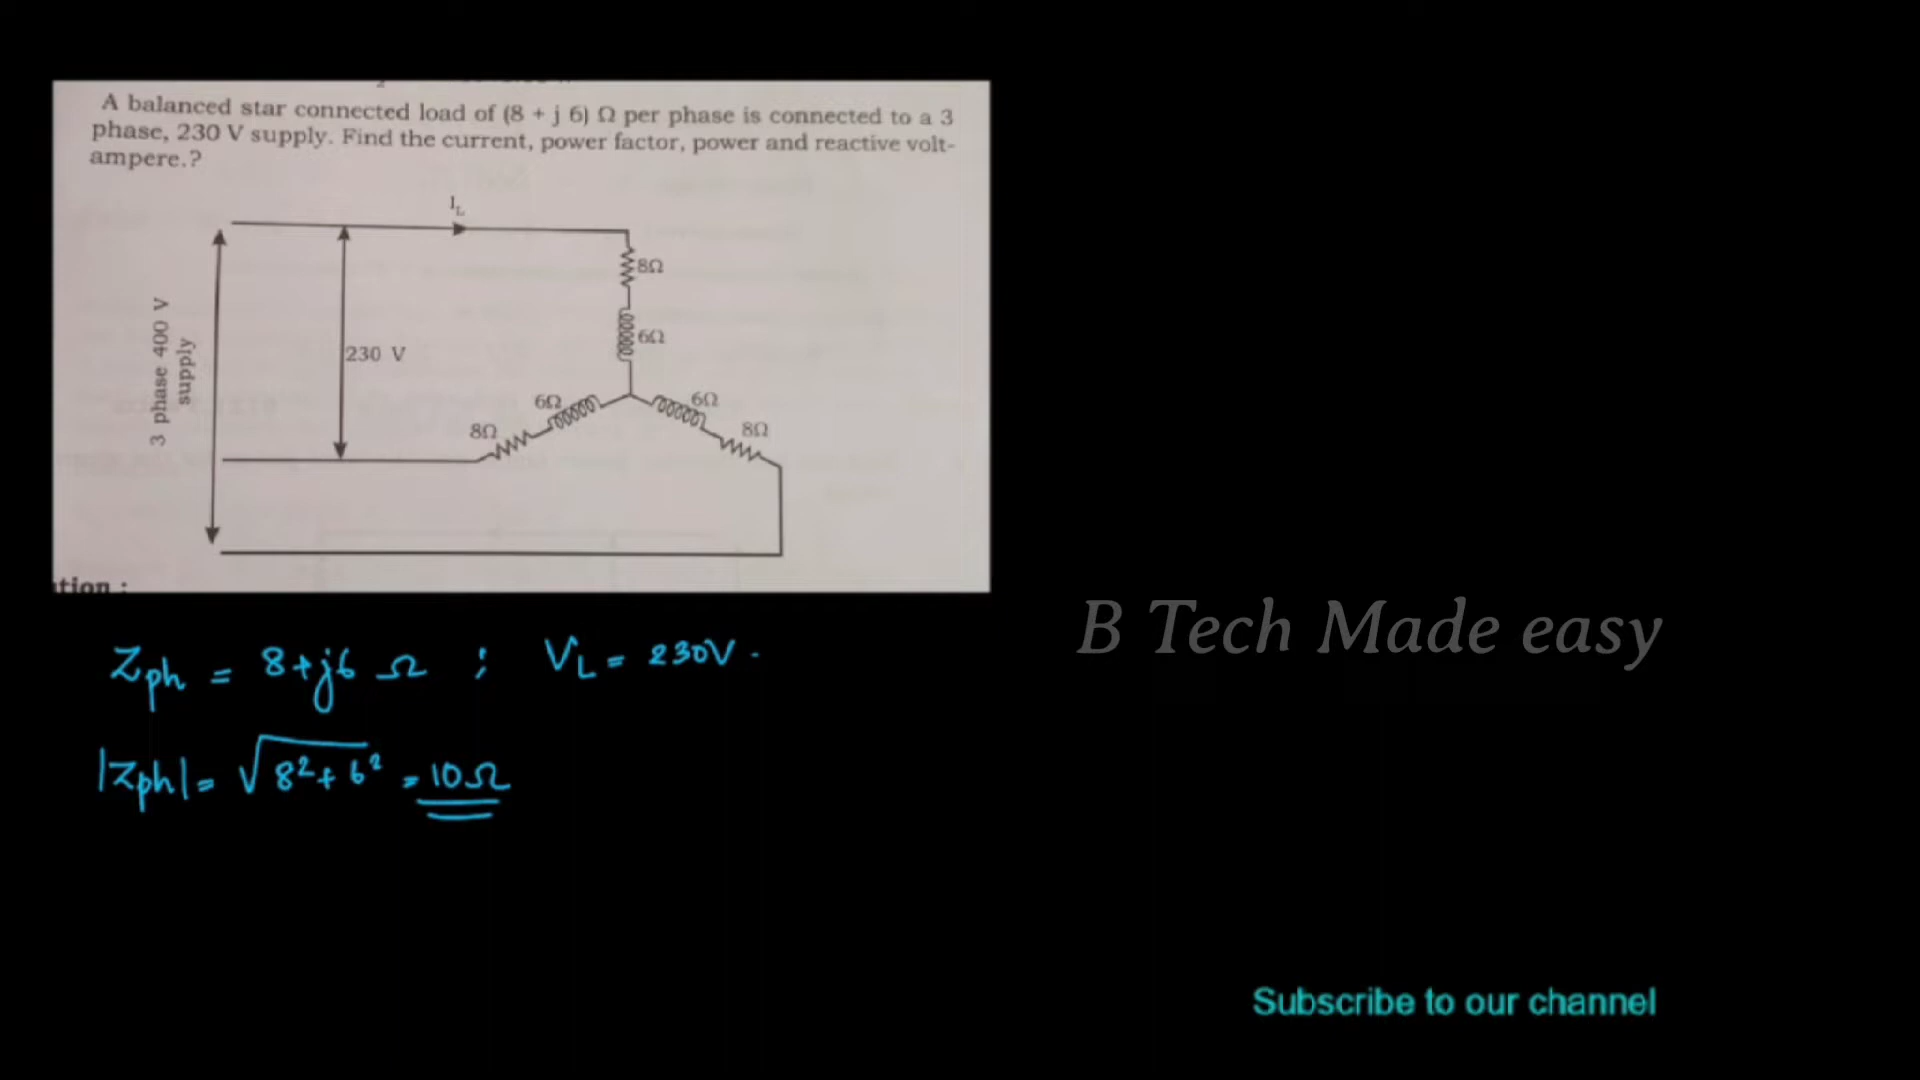 A balanced star connected load of (8 + j 6) Ω per phase is connected to a 3
phase, 230 V supply. Find the current, power factor, power and reactive volt-
ampere.?
I_L
8Ω
6Ω
3 phase 400 V
supply
230 V
6Ω
6Ω
8Ω
8Ω
tion :
Zph = 8+j6 Ω ; VL = 230V .
|Zph| = √8²+6² = 10Ω
B Tech Made easy
Subscribe to our channel